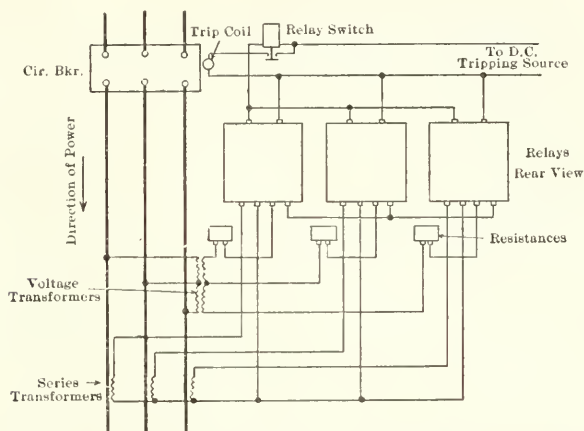 Trip Coil
Relay Switch
To D.C.
Tripping Source
Cir. Bkr.
Direction of Power
Relays
Rear View
Resistances
Voltage
Transformers
Series
Transformers